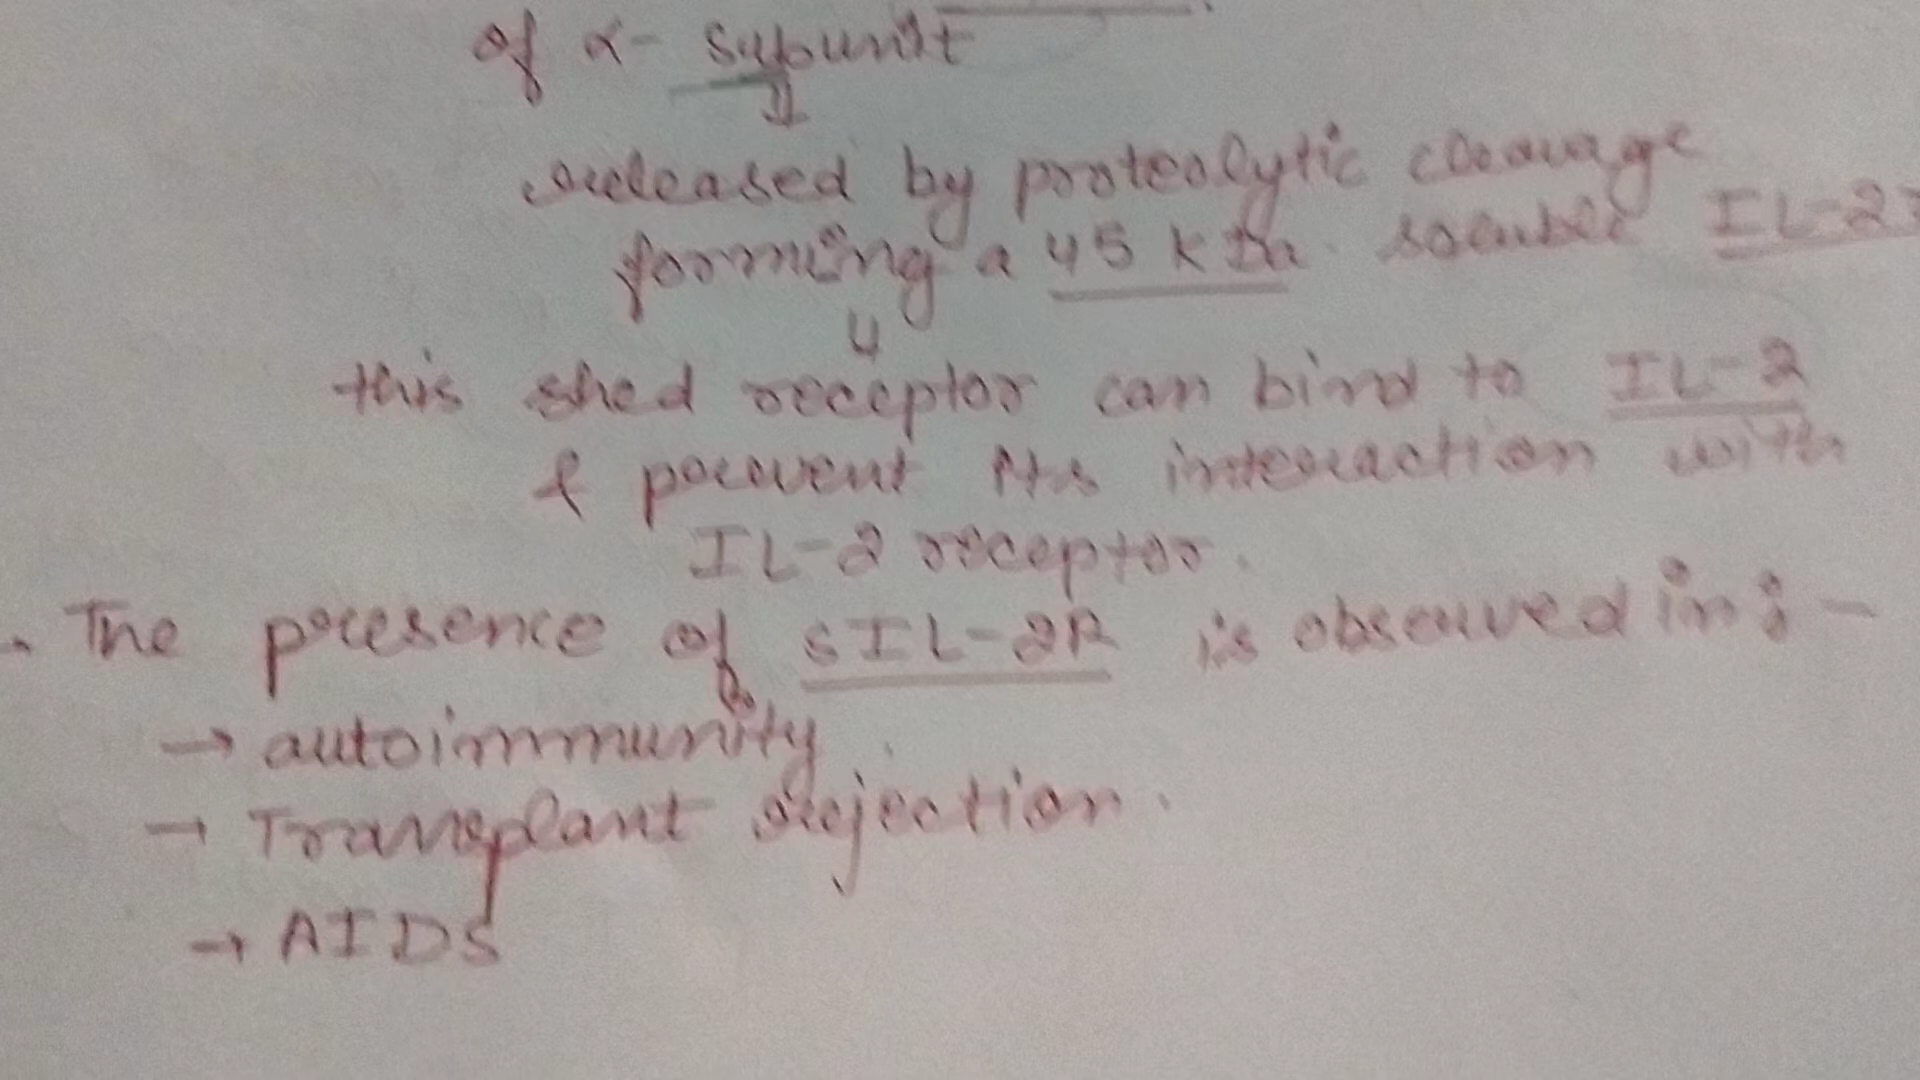 of α- subunit
⇓
released by proteolytic cleavage
forming a 45 kDa soluble IL-2R
⇓
this shed receptor can bind to IL-2
& prevent its interaction with
IL-2 receptor.
The presence of sIL-2R is observed in :-
→ autoimmunity
→ Transplant rejection.
→ AIDS